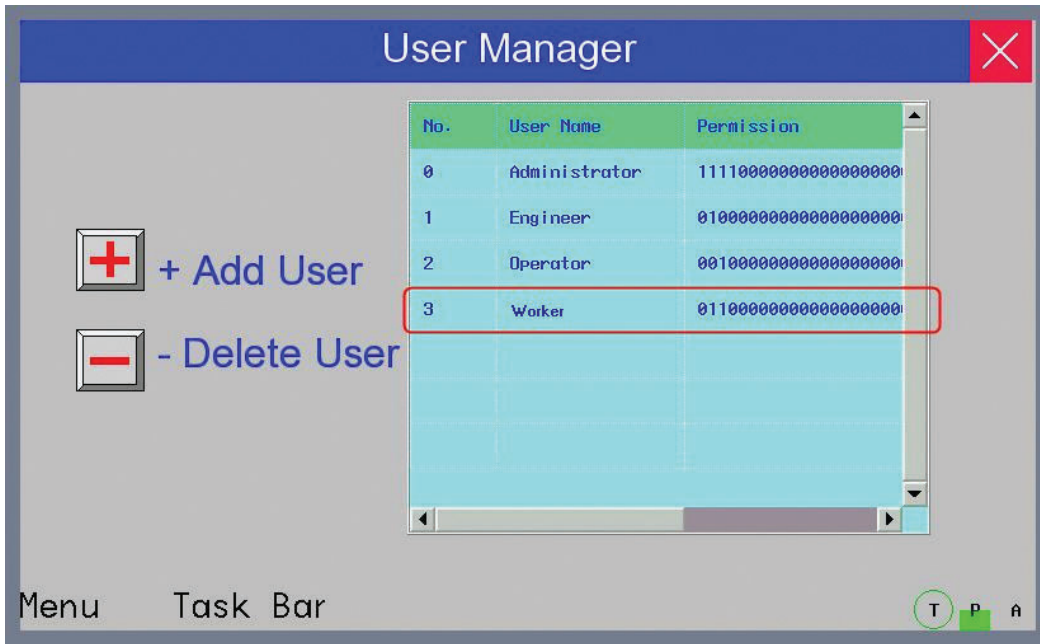 User Manager
No. User Name Permission
0 Administrator 11110000000000000000
1 Engineer 01000000000000000000
2 Operator 00100000000000000000
3 Worker 01100000000000000000
+ Add User
- Delete User
Menu Task Bar
T P A